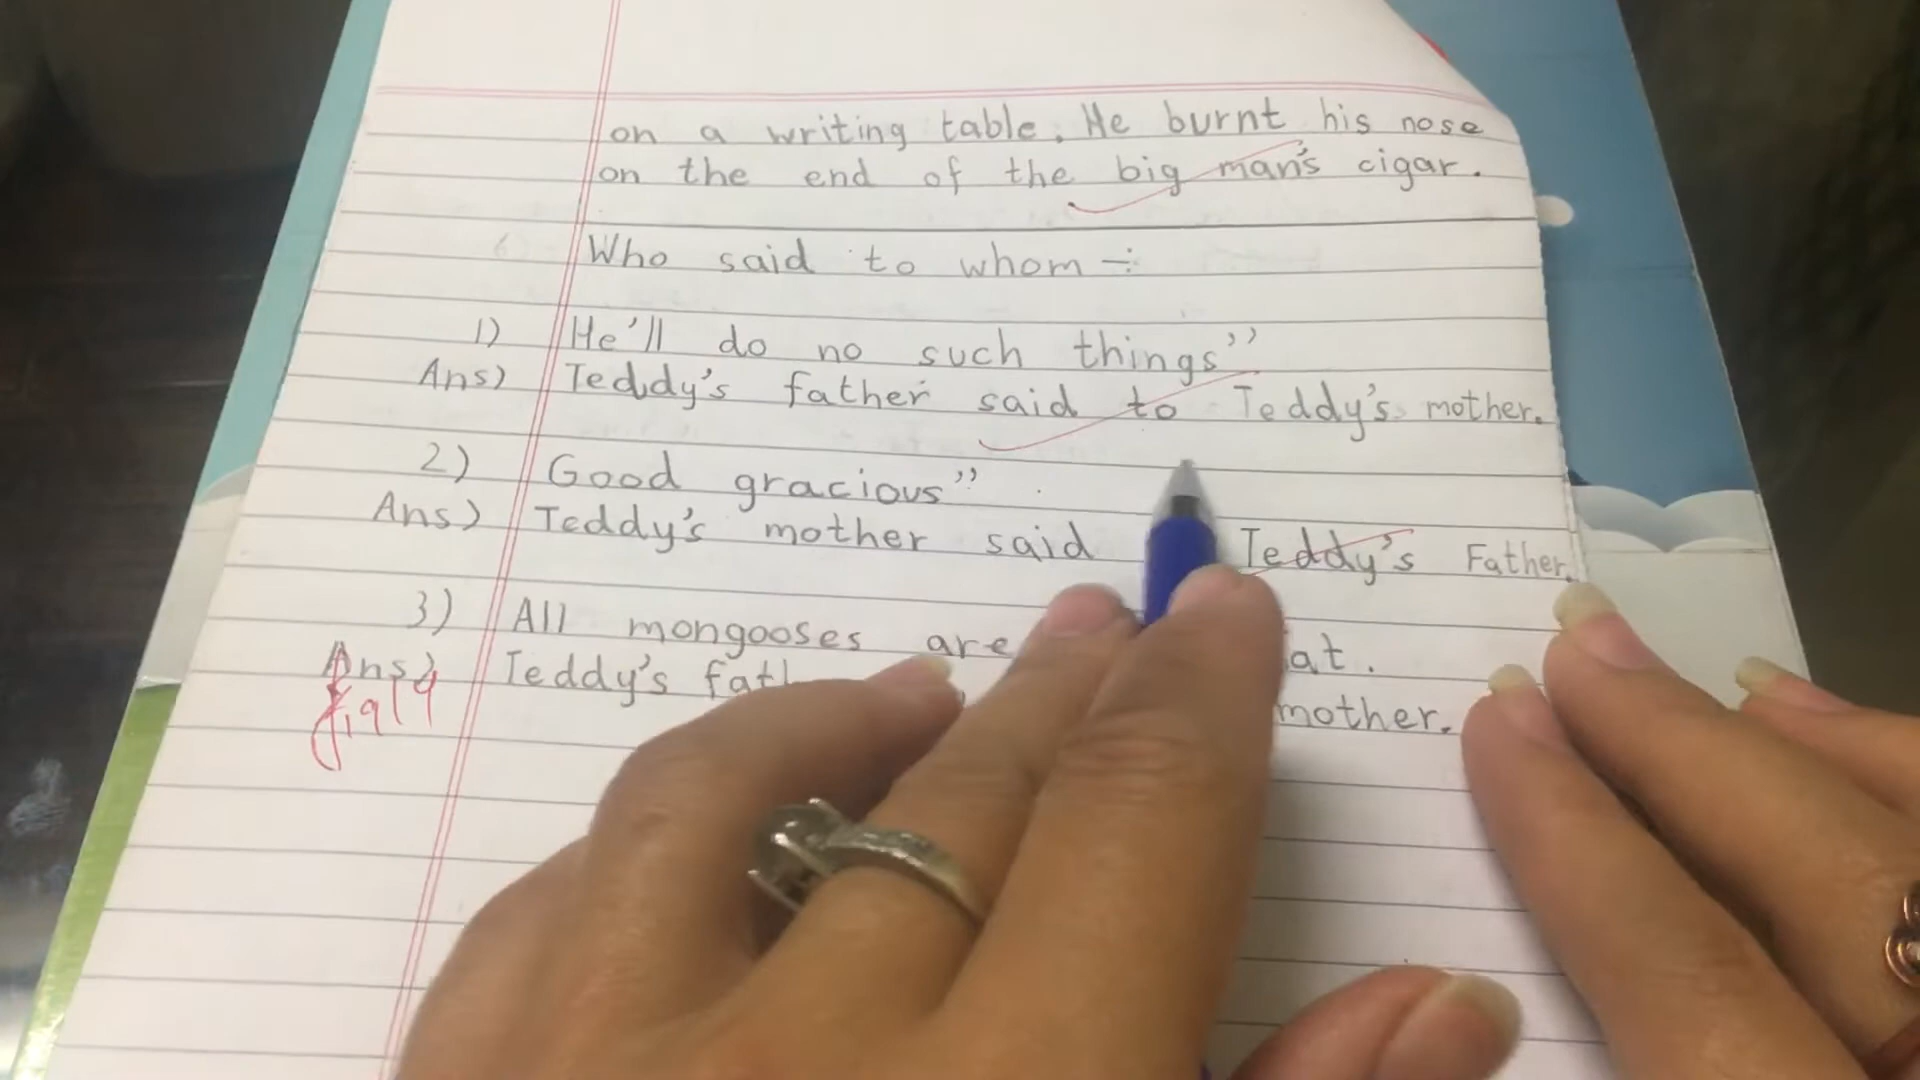 on a writing table. He burnt his nose
on the end of the big man's cigar.
Who said to whom ÷
1) He'll do no such things”
Ans) Teddy's father said to Teddy's mother.
2) Good gracious”
Ans) Teddy's mother said Teddy's Father.
3) All mongooses are
Ans) Teddy's mother.